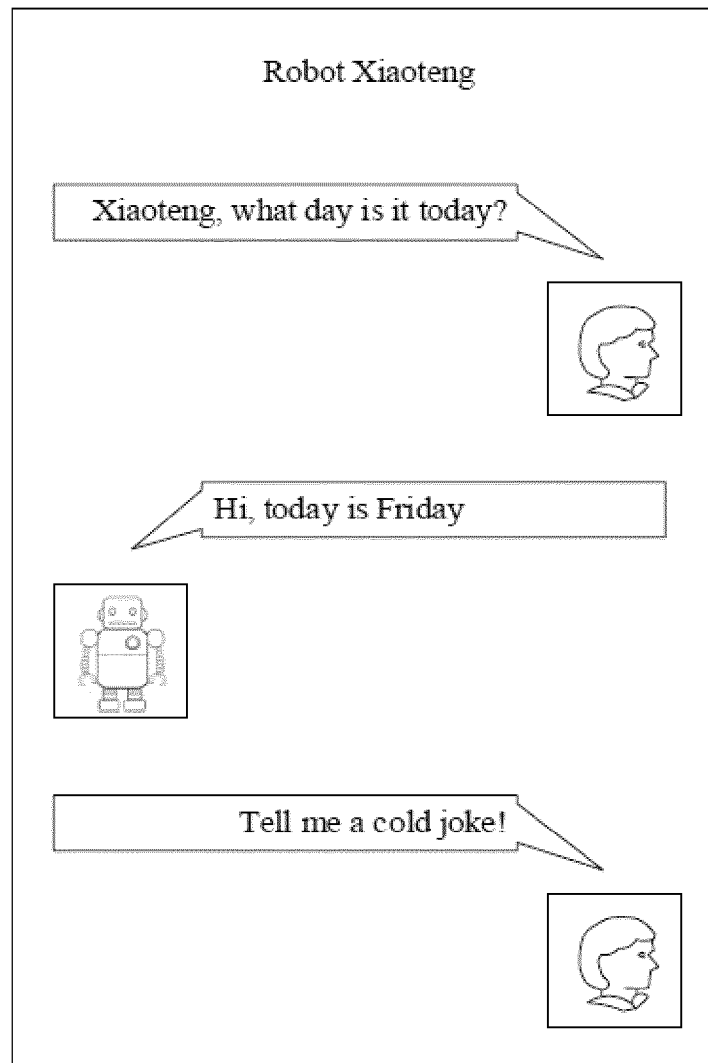 Robot Xiaoteng
Xiaoteng, what day is it today?
Hi, today is Friday
Tell me a cold joke!